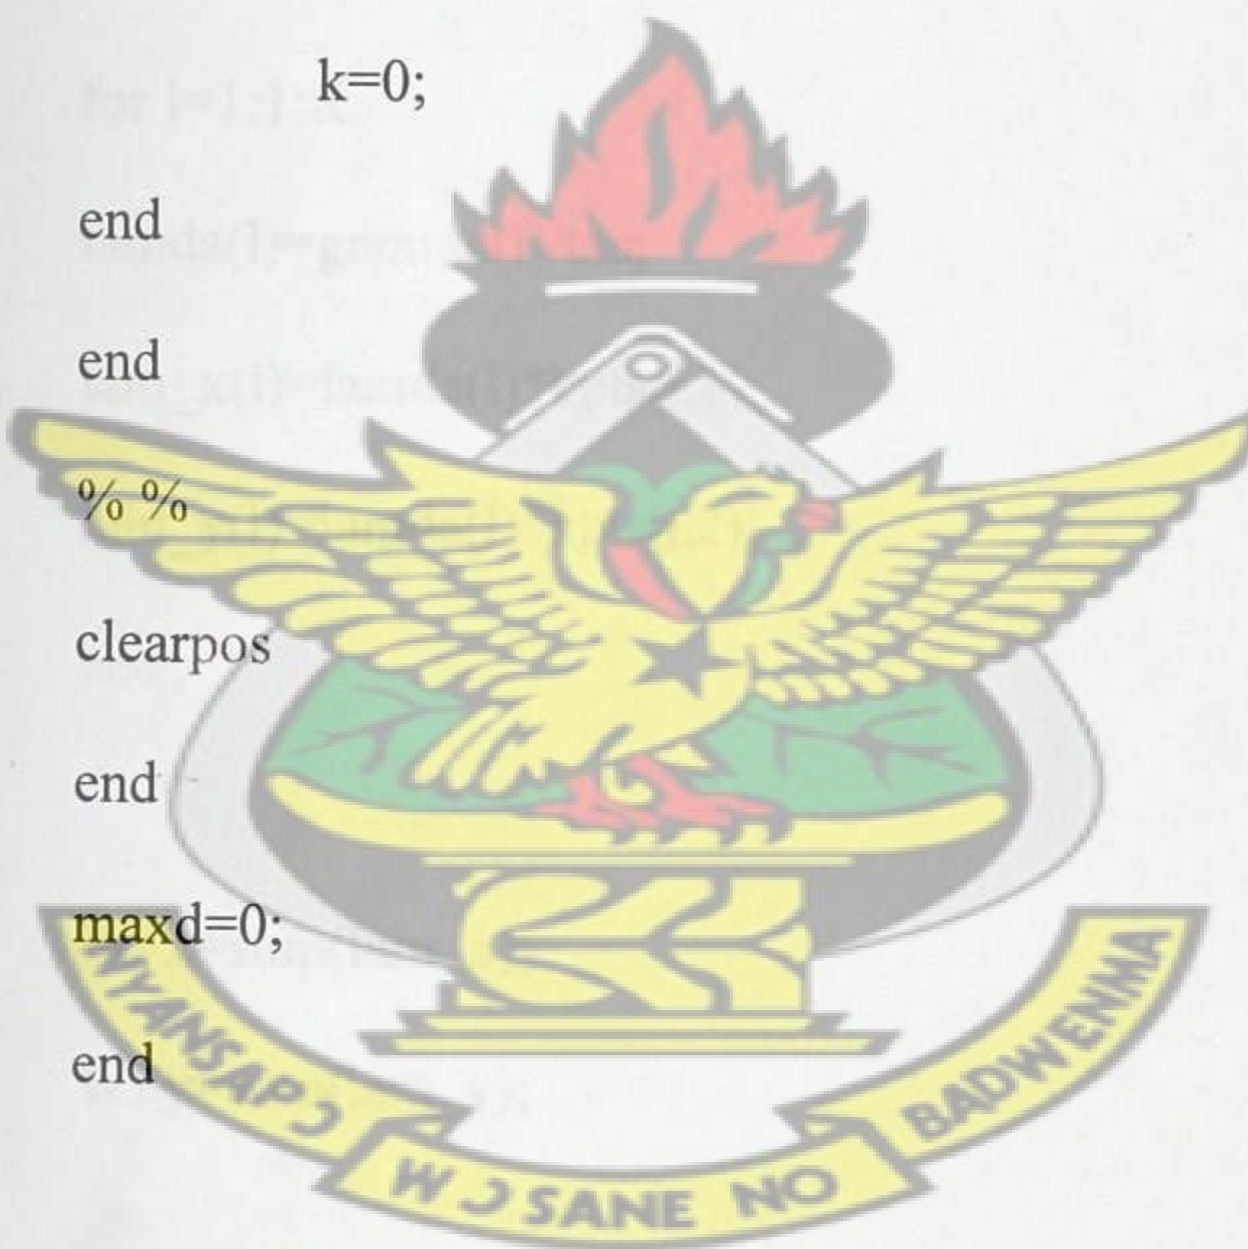 k=0;
end
end
% %
clearpos
end
maxd=0;
end
NYANSAPƆ
WƆSANE NO
BADWENMA